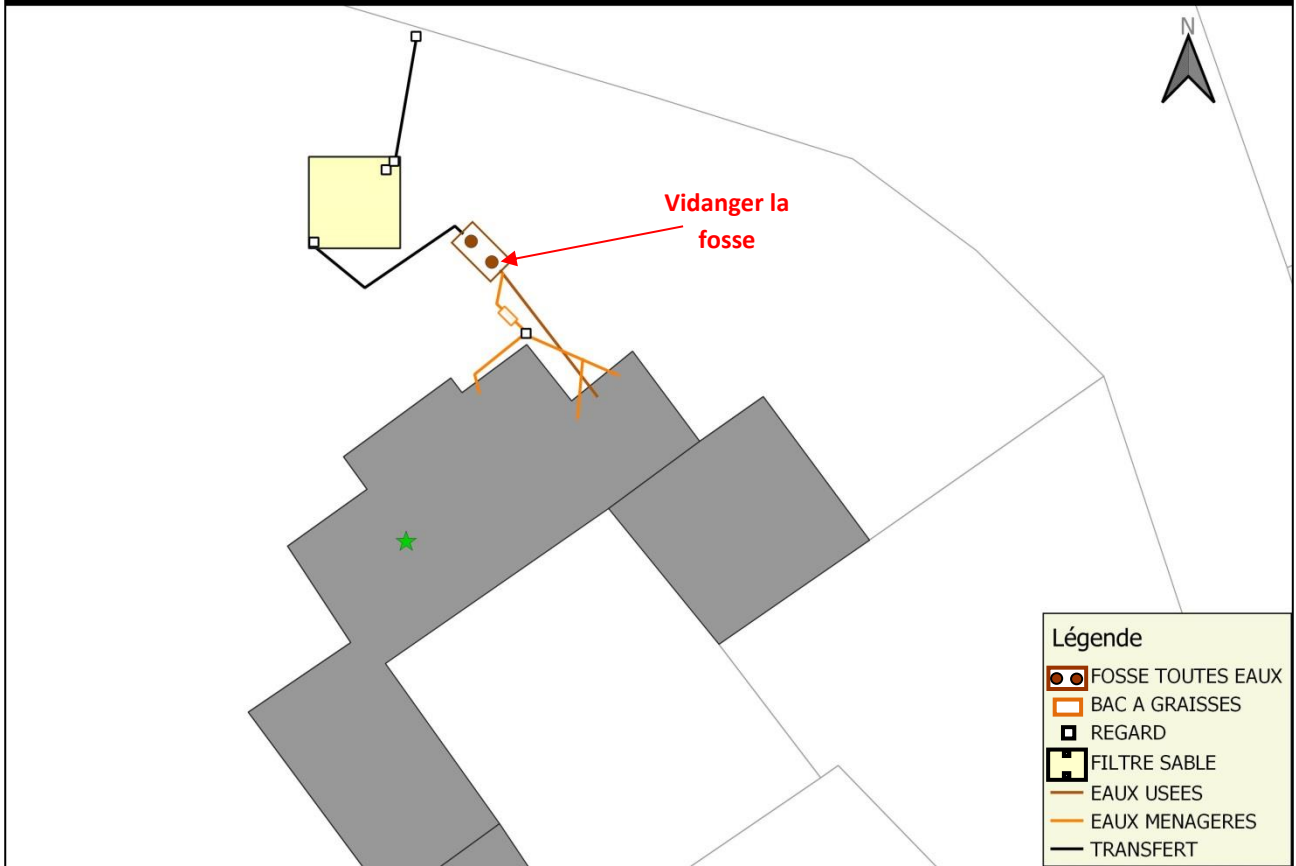 N
Vidanger la
fosse
Légende
FOSSE TOUTES EAUX
BAC A GRAISSES
REGARD
FILTRE SABLE
EAUX USEES
EAUX MENAGERES
TRANSFERT